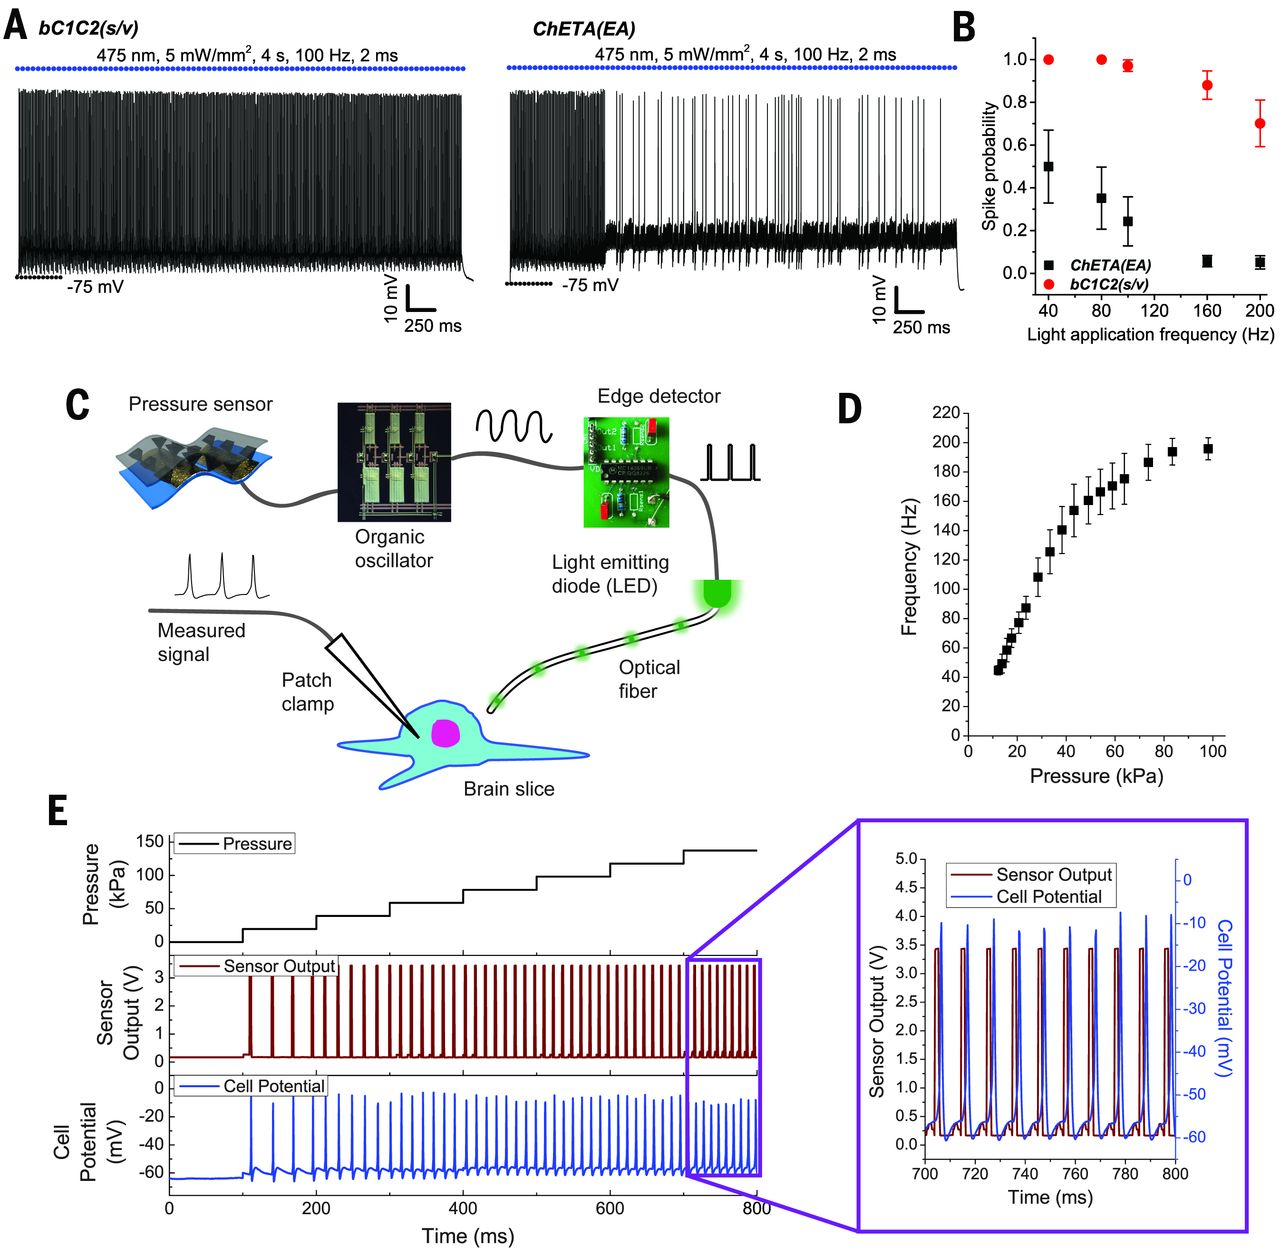 A
bC1C2(s/v)
475 nm, 5 mW/mm², 4 s, 100 Hz, 2 ms
-75 mV
10 mV
250 ms
ChETA(EA)
475 nm, 5 mW/mm², 4 s, 100 Hz, 2 ms
-75 mV
10 mV
250 ms
B
Spike probability
1.0
0.8
0.6
0.4
0.2
0.0
ChETA(EA)
bC1C2(s/v)
40 80 120 160 200
Light application frequency (Hz)
C
Pressure sensor
Organic
oscillator
Edge detector
Light emitting
diode (LED)
Optical
fiber
Measured
signal
Patch
clamp
Brain slice
D
Frequency (Hz)
220
200
180
160
140
120
100
80
60
40
20
0
0 20 40 60 80 100
Pressure (kPa)
E
Pressure
(kPa)
150
100
50
0
Pressure
Sensor
Output (V)
3
2
1
0
Sensor Output
Cell
Potential
(mV)
0
-20
-40
-60
Cell Potential
0 200 400 600 800
Time (ms)
Sensor Output (V)
5.0
4.5
4.0
3.5
3.0
2.5
2.0
1.5
1.0
0.5
0.0
Sensor Output
Cell Potential
0
-10
-20
-30
-40
-50
-60
Cell Potential (mV)
700 720 740 760 780 800
Time (ms)